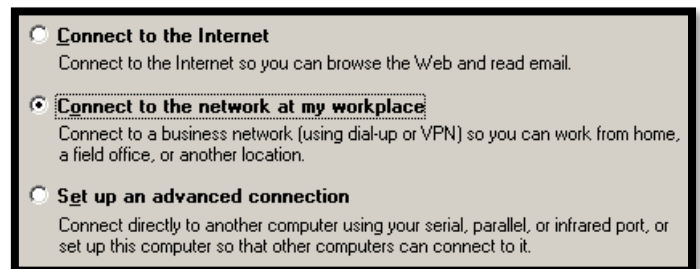 Connect to the Internet
Connect to the Internet so you can browse the Web and read email.
Connect to the network at my workplace
Connect to a business network (using dial-up or VPN) so you can work from home,
a field office, or another location.
Set up an advanced connection
Connect directly to another computer using your serial, parallel, or infrared port, or
set up this computer so that other computers can connect to it.